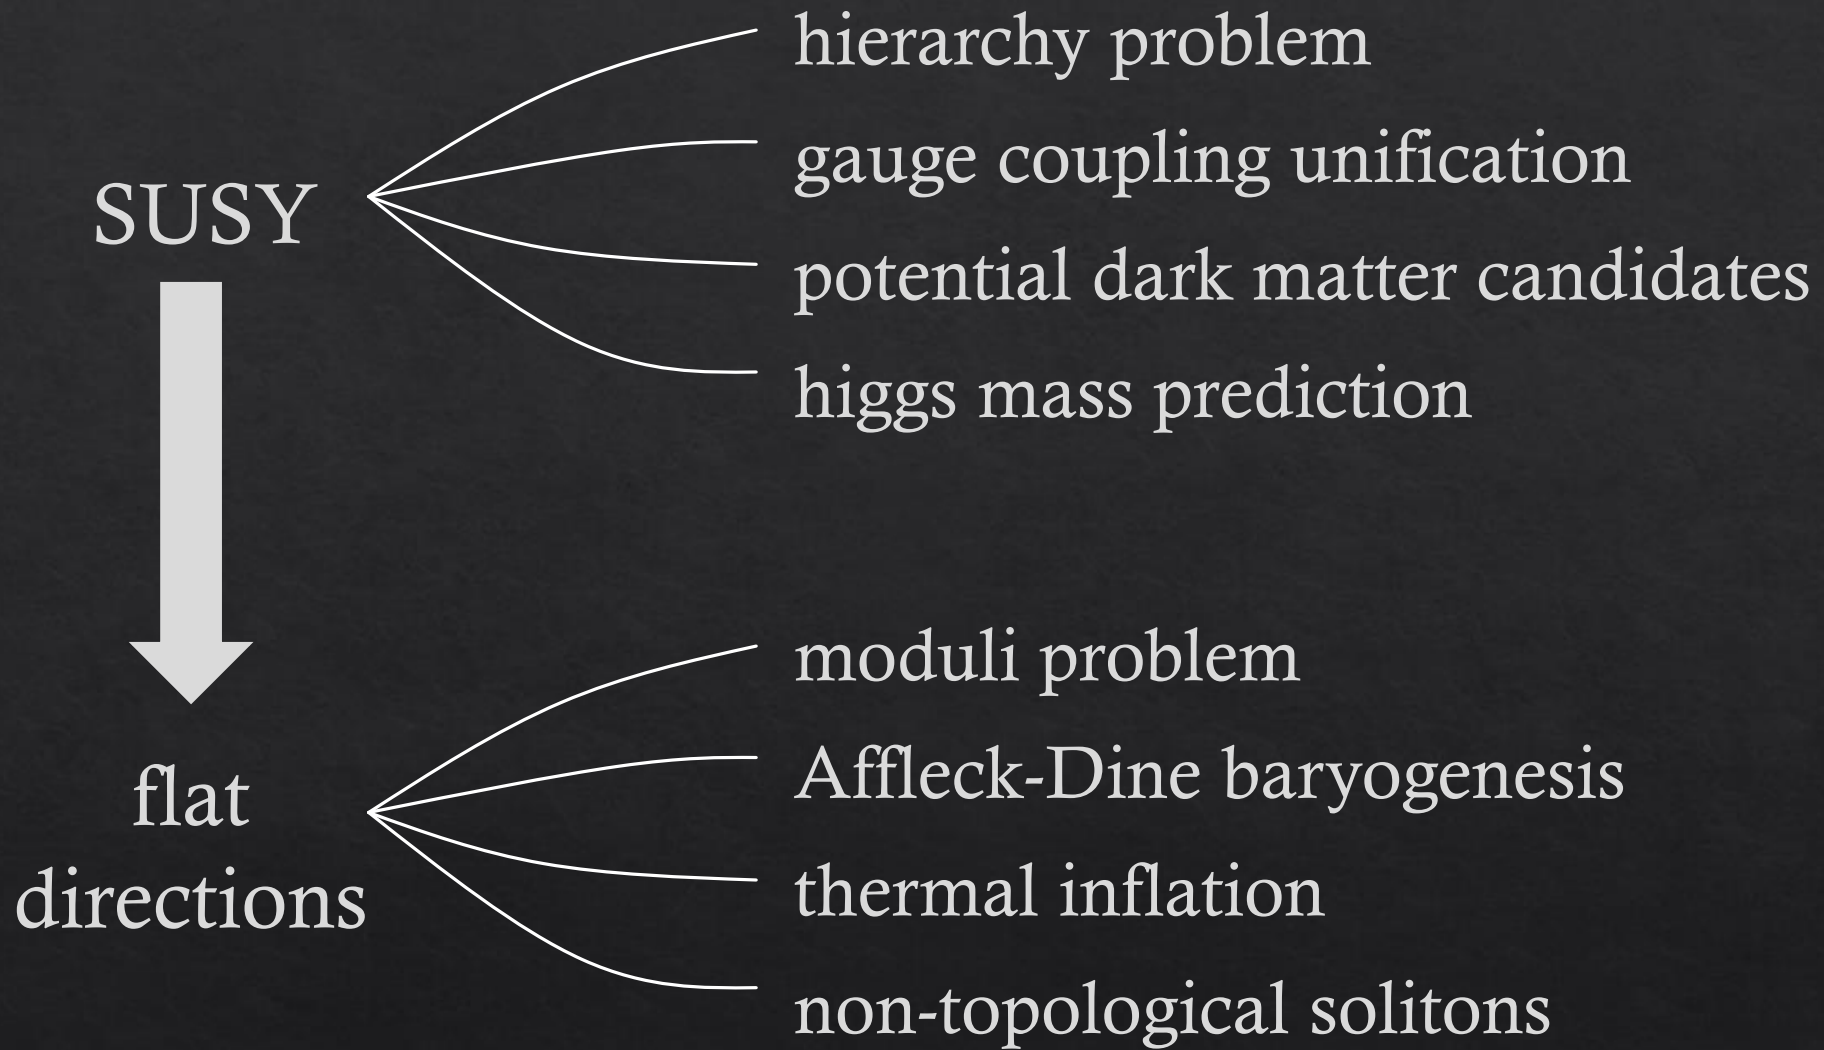 SUSY
hierarchy problem
gauge coupling unification
potential dark matter candidates
higgs mass prediction
flat
directions
moduli problem
Affleck-Dine baryogenesis
thermal inflation
non-topological solitons